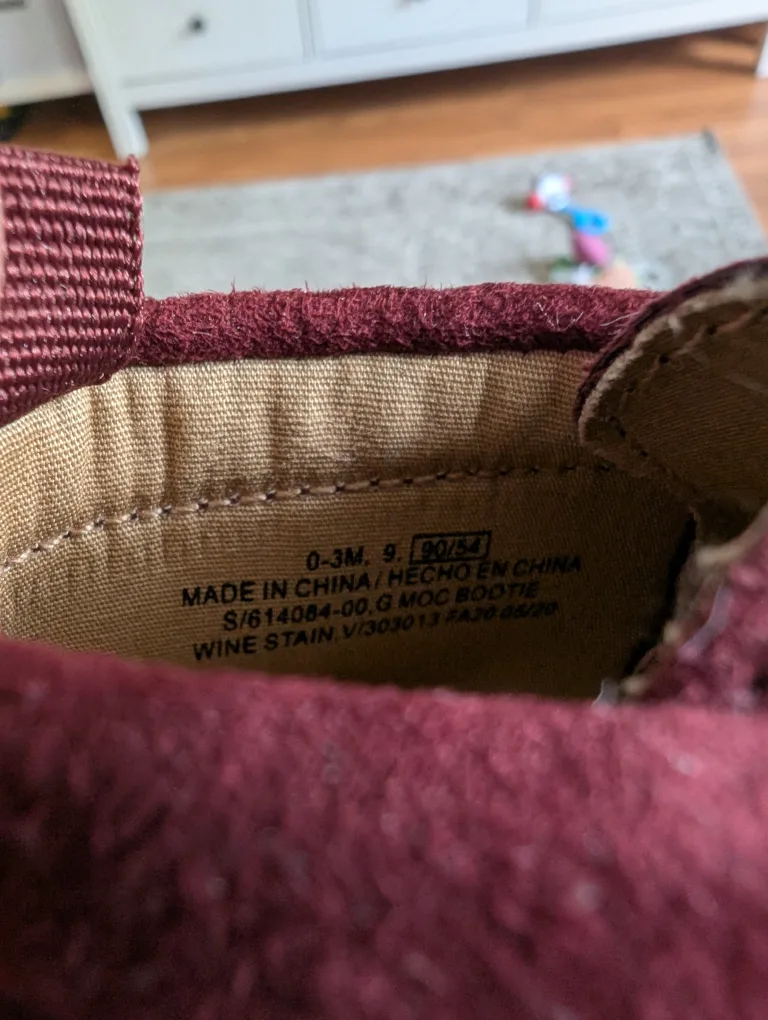 0-3M, 9. 90/54
MADE IN CHINA / HECHO EN CHINA
S/614084-00,G MOC BOOTIE
WINE STAIN,V/303013 FA20 05/20